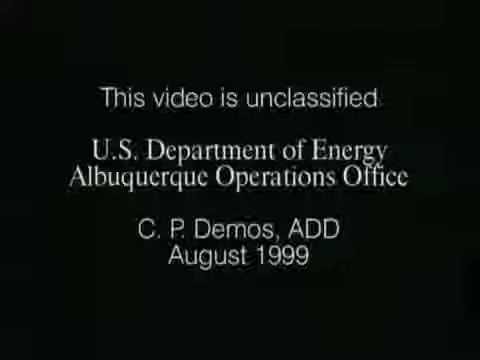 This video is unclassified
U.S. Department of Energy
Albuquerque Operations Office
C. P. Demos, ADD
August 1999